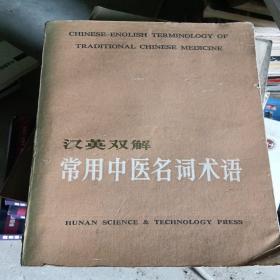 CHINESE-ENGLISH TERMINOLOGY OF
TRADITIONAL CHINESE MEDICINE
汉英双解
常用中医名词术语
HUNAN SCIENCE & TECHNOLOGY PRESS